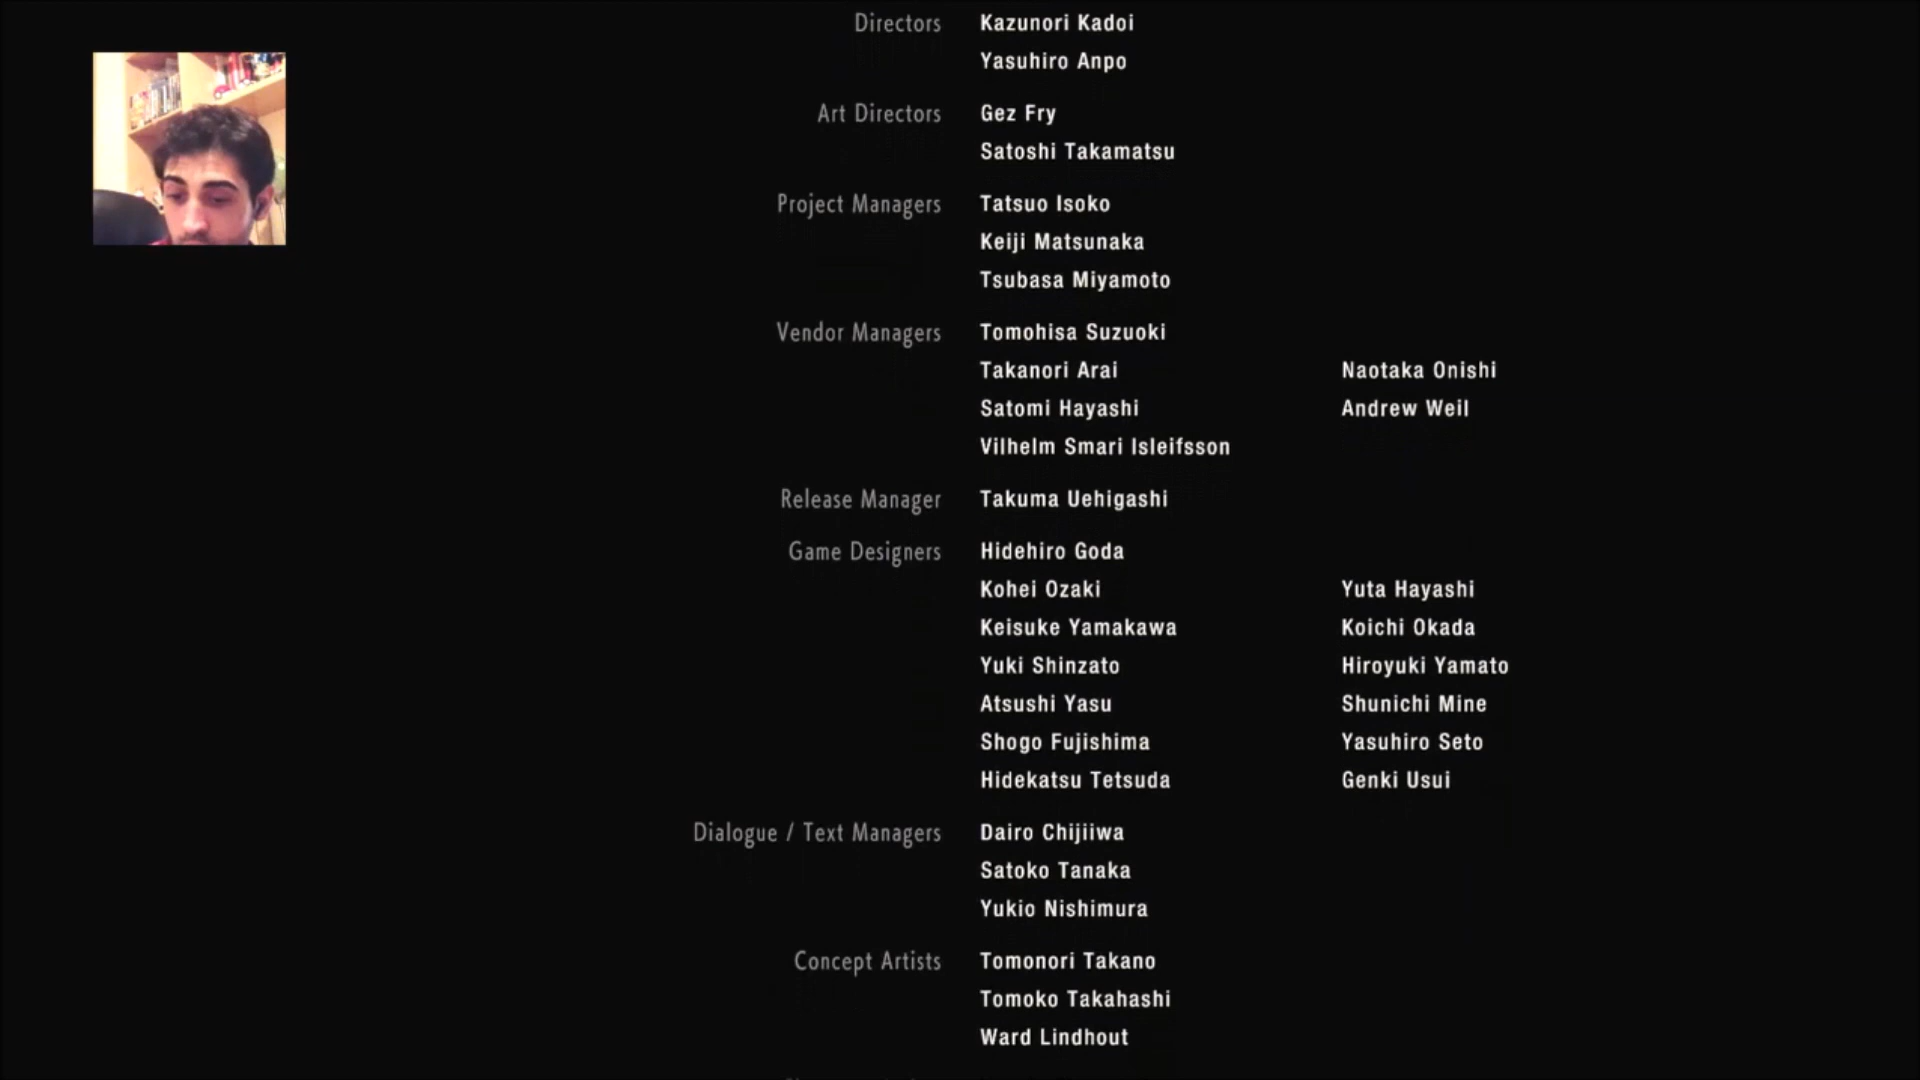 Directors Kazunori Kadoi
Yasuhiro Anpo
Art Directors Gez Fry
Satoshi Takamatsu
Project Managers Tatsuo Isoko
Keiji Matsunaka
Tsubasa Miyamoto
Vendor Managers Tomohisa Suzuoki
Takanori Arai Naotaka Onishi
Satomi Hayashi Andrew Weil
Vilhelm Smari Isleifsson
Release Manager Takuma Uehigashi
Game Designers Hidehiro Goda
Kohei Ozaki Yuta Hayashi
Keisuke Yamakawa Koichi Okada
Yuki Shinzato Hiroyuki Yamato
Atsushi Yasu Shunichi Mine
Shogo Fujishima Yasuhiro Seto
Hidekatsu Tetsuda Genki Usui
Dialogue / Text Managers Dairo Chijiiwa
Satoko Tanaka
Yukio Nishimura
Concept Artists Tomonori Takano
Tomoko Takahashi
Ward Lindhout